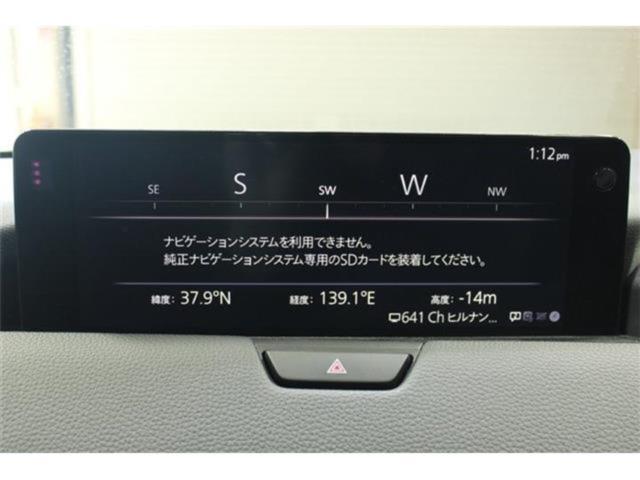 1:12pm
SE S SW W NW
ナビゲーションシステムを利用できません。
純正ナビゲーションシステム専用のSDカードを装着してください。
緯度: 37.9°N 経度: 139.1°E 高度: -14m
641 Ch ヒルナン...